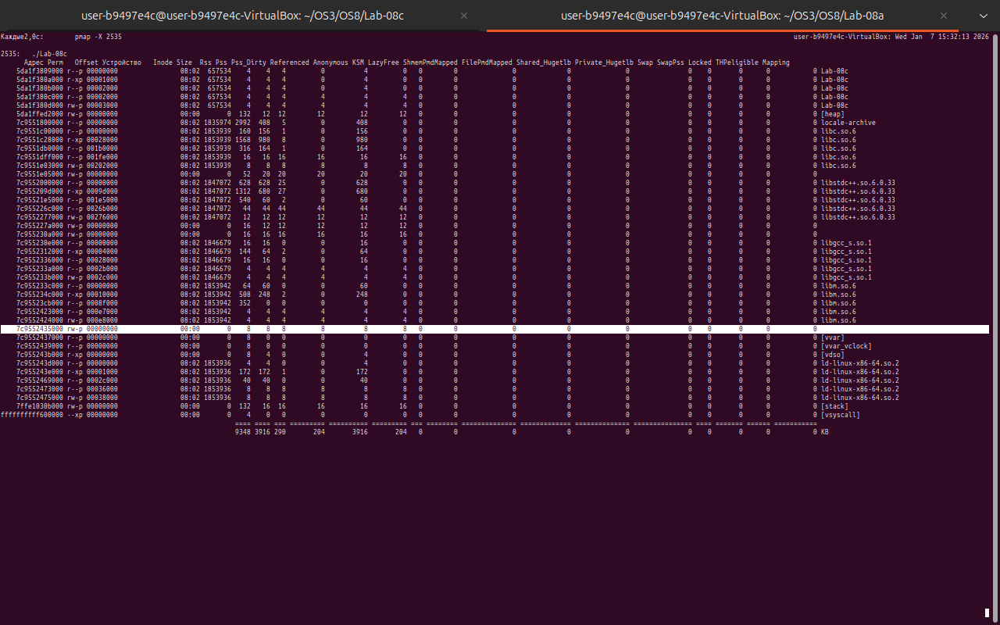 user-b9497e4c@user-b9497e4c-VirtualBox: ~/OS3/OS8/Lab-08c
user-b9497e4c@user-b9497e4c-VirtualBox: ~/OS3/OS8/Lab-08a
Каждые2,0с: pmap -X 2535 user-b9497e4c-VirtualBox: Wed Jan 7 15:32:13 2026
2535: ./Lab-08c
Адрес Perm Offset Устройство Inode Size Rss Pss Pss_Dirty Referenced Anonymous KSM LazyFree ShmemPmdMapped FilePmdMapped Shared_Hugetlb Private_Hugetlb Swap SwapPss Locked THPeligible Mapping
5da1f3809000 r--p 00000000 08:02 657534 4 4 4 0 4 0 0 0 0 0 0 0 0 0 0 Lab-08c
5da1f380a000 r-xp 00001000 08:02 657534 4 4 4 0 4 0 0 0 0 0 0 0 0 0 0 Lab-08c
5da1f380b000 r--p 00002000 08:02 657534 4 4 4 0 4 0 0 0 0 0 0 0 0 0 0 Lab-08c
5da1f380c000 r--p 00002000 08:02 657534 4 4 4 4 4 4 0 0 0 0 0 0 0 0 0 Lab-08c
5da1f380d000 rw-p 00003000 08:02 657534 4 4 4 4 4 4 0 0 0 0 0 0 0 0 0 Lab-08c
5da1ffed2000 rw-p 00000000 00:00 0 132 12 12 12 12 12 0 0 0 0 0 0 0 0 0 [heap]
7c9551800000 r--p 00000000 08:02 1835974 2992 408 5 0 408 0 0 0 0 0 0 0 0 0 0 locale-archive
7c9551c00000 r--p 00000000 08:02 1853939 160 156 1 0 156 0 0 0 0 0 0 0 0 0 0 libc.so.6
7c9551c28000 r-xp 00028000 08:02 1853939 1568 980 8 0 980 0 0 0 0 0 0 0 0 0 0 libc.so.6
7c9551db0000 r--p 001b0000 08:02 1853939 316 164 1 0 164 0 0 0 0 0 0 0 0 0 0 libc.so.6
7c9551dff000 r--p 001fe000 08:02 1853939 16 16 16 16 16 16 0 0 0 0 0 0 0 0 0 libc.so.6
7c9551e03000 rw-p 00202000 08:02 1853939 8 8 8 8 8 8 0 0 0 0 0 0 0 0 0 libc.so.6
7c9551e05000 rw-p 00000000 00:00 0 52 20 20 20 20 20 0 0 0 0 0 0 0 0 0
7c9552000000 r--p 00000000 08:02 1847072 628 628 25 0 628 0 0 0 0 0 0 0 0 0 0 libstdc++.so.6.0.33
7c955209d000 r-xp 0009d000 08:02 1847072 1312 680 27 0 680 0 0 0 0 0 0 0 0 0 0 libstdc++.so.6.0.33
7c95521e5000 r--p 001e5000 08:02 1847072 540 60 2 0 60 0 0 0 0 0 0 0 0 0 0 libstdc++.so.6.0.33
7c955226c000 r--p 0026b000 08:02 1847072 44 44 44 44 44 44 0 0 0 0 0 0 0 0 0 libstdc++.so.6.0.33
7c9552277000 rw-p 00276000 08:02 1847072 12 12 12 12 12 12 0 0 0 0 0 0 0 0 0 libstdc++.so.6.0.33
7c955227a000 rw-p 00000000 00:00 0 16 12 12 12 12 12 0 0 0 0 0 0 0 0 0
7c955230a000 rw-p 00000000 00:00 0 16 16 16 16 16 16 0 0 0 0 0 0 0 0 0
7c955230e000 r--p 00000000 08:02 1846679 16 16 0 0 16 0 0 0 0 0 0 0 0 0 0 libgcc_s.so.1
7c9552312000 r-xp 00004000 08:02 1846679 144 64 2 0 64 0 0 0 0 0 0 0 0 0 0 libgcc_s.so.1
7c9552336000 r--p 00028000 08:02 1846679 16 16 0 0 16 0 0 0 0 0 0 0 0 0 0 libgcc_s.so.1
7c955233a000 r--p 0002b000 08:02 1846679 4 4 4 4 4 4 0 0 0 0 0 0 0 0 0 libgcc_s.so.1
7c955233b000 rw-p 0002c000 08:02 1846679 4 4 4 4 4 4 0 0 0 0 0 0 0 0 0 libgcc_s.so.1
7c955233c000 r--p 00000000 08:02 1853942 64 60 0 0 60 0 0 0 0 0 0 0 0 0 0 libm.so.6
7c955234c000 r-xp 00010000 08:02 1853942 508 248 2 0 248 0 0 0 0 0 0 0 0 0 0 libm.so.6
7c95523cb000 r--p 0008f000 08:02 1853942 352 0 0 0 0 0 0 0 0 0 0 0 0 0 0 libm.so.6
7c9552423000 r--p 000e7000 08:02 1853942 4 4 4 4 4 4 0 0 0 0 0 0 0 0 0 libm.so.6
7c9552424000 rw-p 000e8000 08:02 1853942 4 4 4 4 4 4 0 0 0 0 0 0 0 0 0 libm.so.6
7c9552435000 rw-p 00000000 00:00 0 8 8 8 8 8 8 0 0 0 0 0 0 0 0 0
7c9552437000 r--p 00000000 00:00 0 8 0 0 0 0 0 0 0 0 0 0 0 0 0 0 [vvar]
7c9552439000 r--p 00000000 00:00 0 8 0 0 0 0 0 0 0 0 0 0 0 0 0 0 [vvar_vclock]
7c955243b000 r-xp 00000000 00:00 0 8 4 0 0 4 0 0 0 0 0 0 0 0 0 0 [vdso]
7c955243d000 r--p 00000000 08:02 1853936 4 4 0 0 4 0 0 0 0 0 0 0 0 0 0 ld-linux-x86-64.so.2
7c955243e000 r-xp 00001000 08:02 1853936 172 172 1 0 172 0 0 0 0 0 0 0 0 0 0 ld-linux-x86-64.so.2
7c9552469000 r--p 0002c000 08:02 1853936 40 40 0 0 40 0 0 0 0 0 0 0 0 0 0 ld-linux-x86-64.so.2
7c9552473000 r--p 00036000 08:02 1853936 8 8 8 8 8 8 0 0 0 0 0 0 0 0 0 ld-linux-x86-64.so.2
7c9552475000 rw-p 00038000 08:02 1853936 8 8 8 8 8 8 0 0 0 0 0 0 0 0 0 ld-linux-x86-64.so.2
7ffe1030b000 rw-p 00000000 00:00 0 132 16 16 16 16 16 0 0 0 0 0 0 0 0 0 [stack]
ffffffffff600000 --xp 00000000 00:00 0 4 0 0 0 0 0 0 0 0 0 0 0 0 0 0 [vsyscall]
==== ==== === ========= ========== ========= === ======== ============== ============= ============== =============== ==== ======= ====== ===========
9348 3916 290 204 3916 204 0 0 0 0 0 0 0 0 0 KB